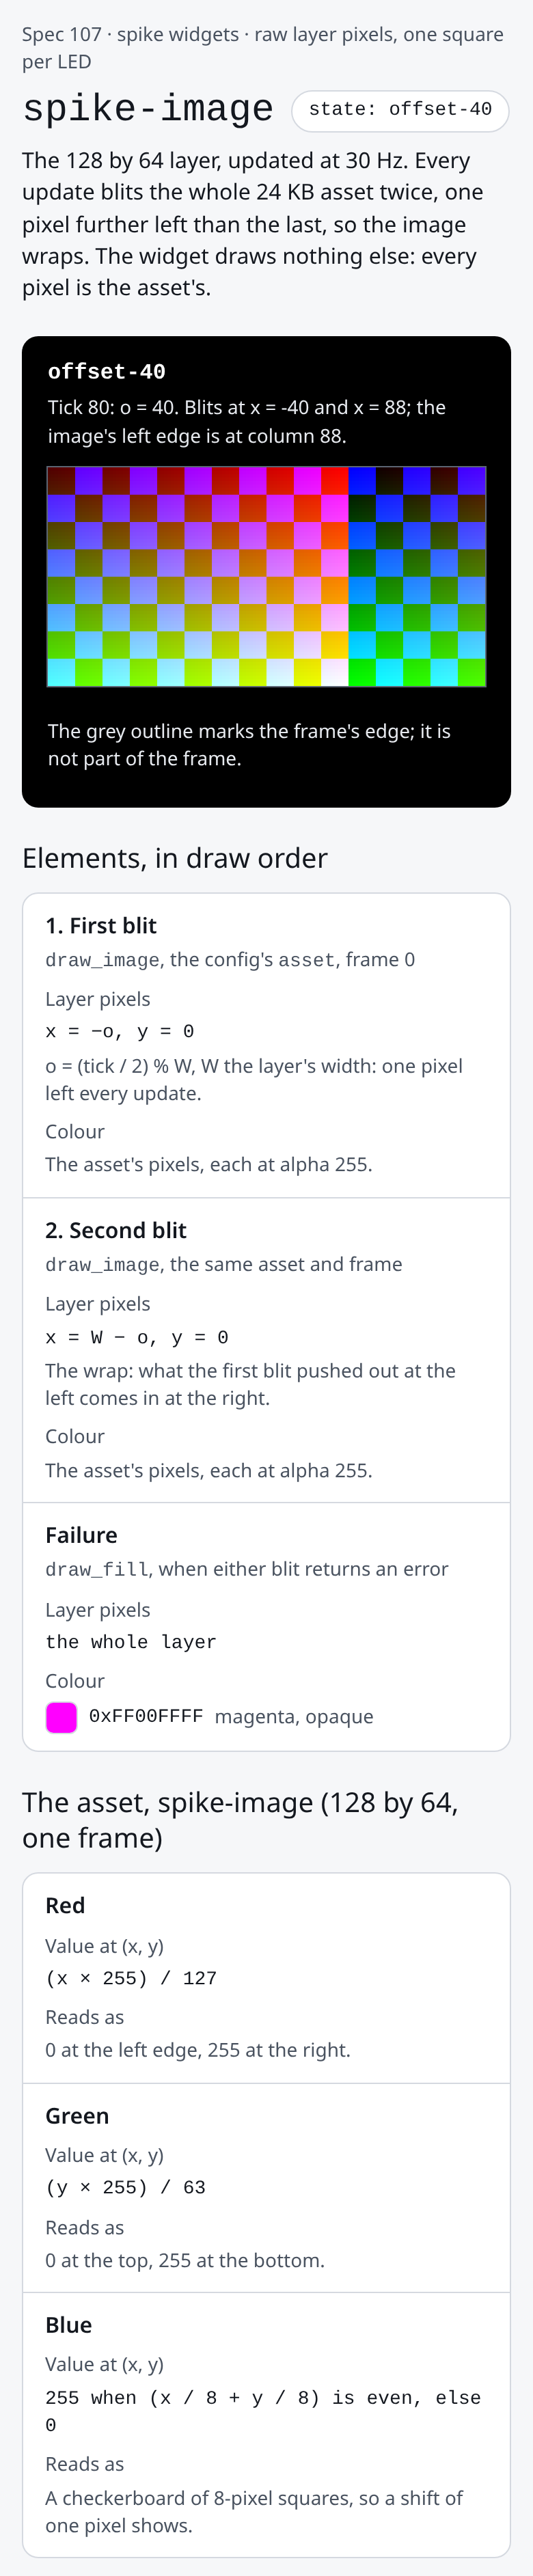 Spec 107 · spike widgets · raw layer pixels, one square
per LED
spike-image
state: offset-40
The 128 by 64 layer, updated at 30 Hz. Every
update blits the whole 24 KB asset twice, one
pixel further left than the last, so the image
wraps. The widget draws nothing else: every
pixel is the asset's.
offset-40
Tick 80: o = 40. Blits at x = -40 and x = 88; the
image's left edge is at column 88.
The grey outline marks the frame's edge; it is
not part of the frame.
Elements, in draw order
1. First blit
draw_image, the config's asset, frame 0
Layer pixels
x = −o, y = 0
o = (tick / 2) % W, W the layer's width: one pixel
left every update.
Colour
The asset's pixels, each at alpha 255.
2. Second blit
draw_image, the same asset and frame
Layer pixels
x = W − o, y = 0
The wrap: what the first blit pushed out at the
left comes in at the right.
Colour
The asset's pixels, each at alpha 255.
Failure
draw_fill, when either blit returns an error
Layer pixels
the whole layer
Colour
0xFF00FFFF magenta, opaque
The asset, spike-image (128 by 64,
one frame)
Red
Value at (x, y)
(x × 255) / 127
Reads as
0 at the left edge, 255 at the right.
Green
Value at (x, y)
(y × 255) / 63
Reads as
0 at the top, 255 at the bottom.
Blue
Value at (x, y)
255 when (x / 8 + y / 8) is even, else
0
Reads as
A checkerboard of 8-pixel squares, so a shift of
one pixel shows.